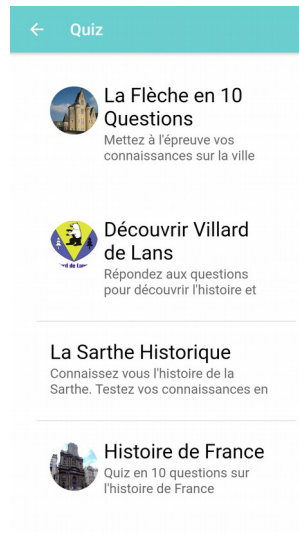 Quiz
La Flèche en 10
Questions
Mettez à l'épreuve vos
connaissances sur la ville
Découvrir Villard
de Lans
Répondez aux questions
pour découvrir l'histoire et
La Sarthe Historique
Connaissez vous l'histoire de la
Sarthe. Testez vos connaissances en
Histoire de France
Quiz en 10 questions sur
l'histoire de France